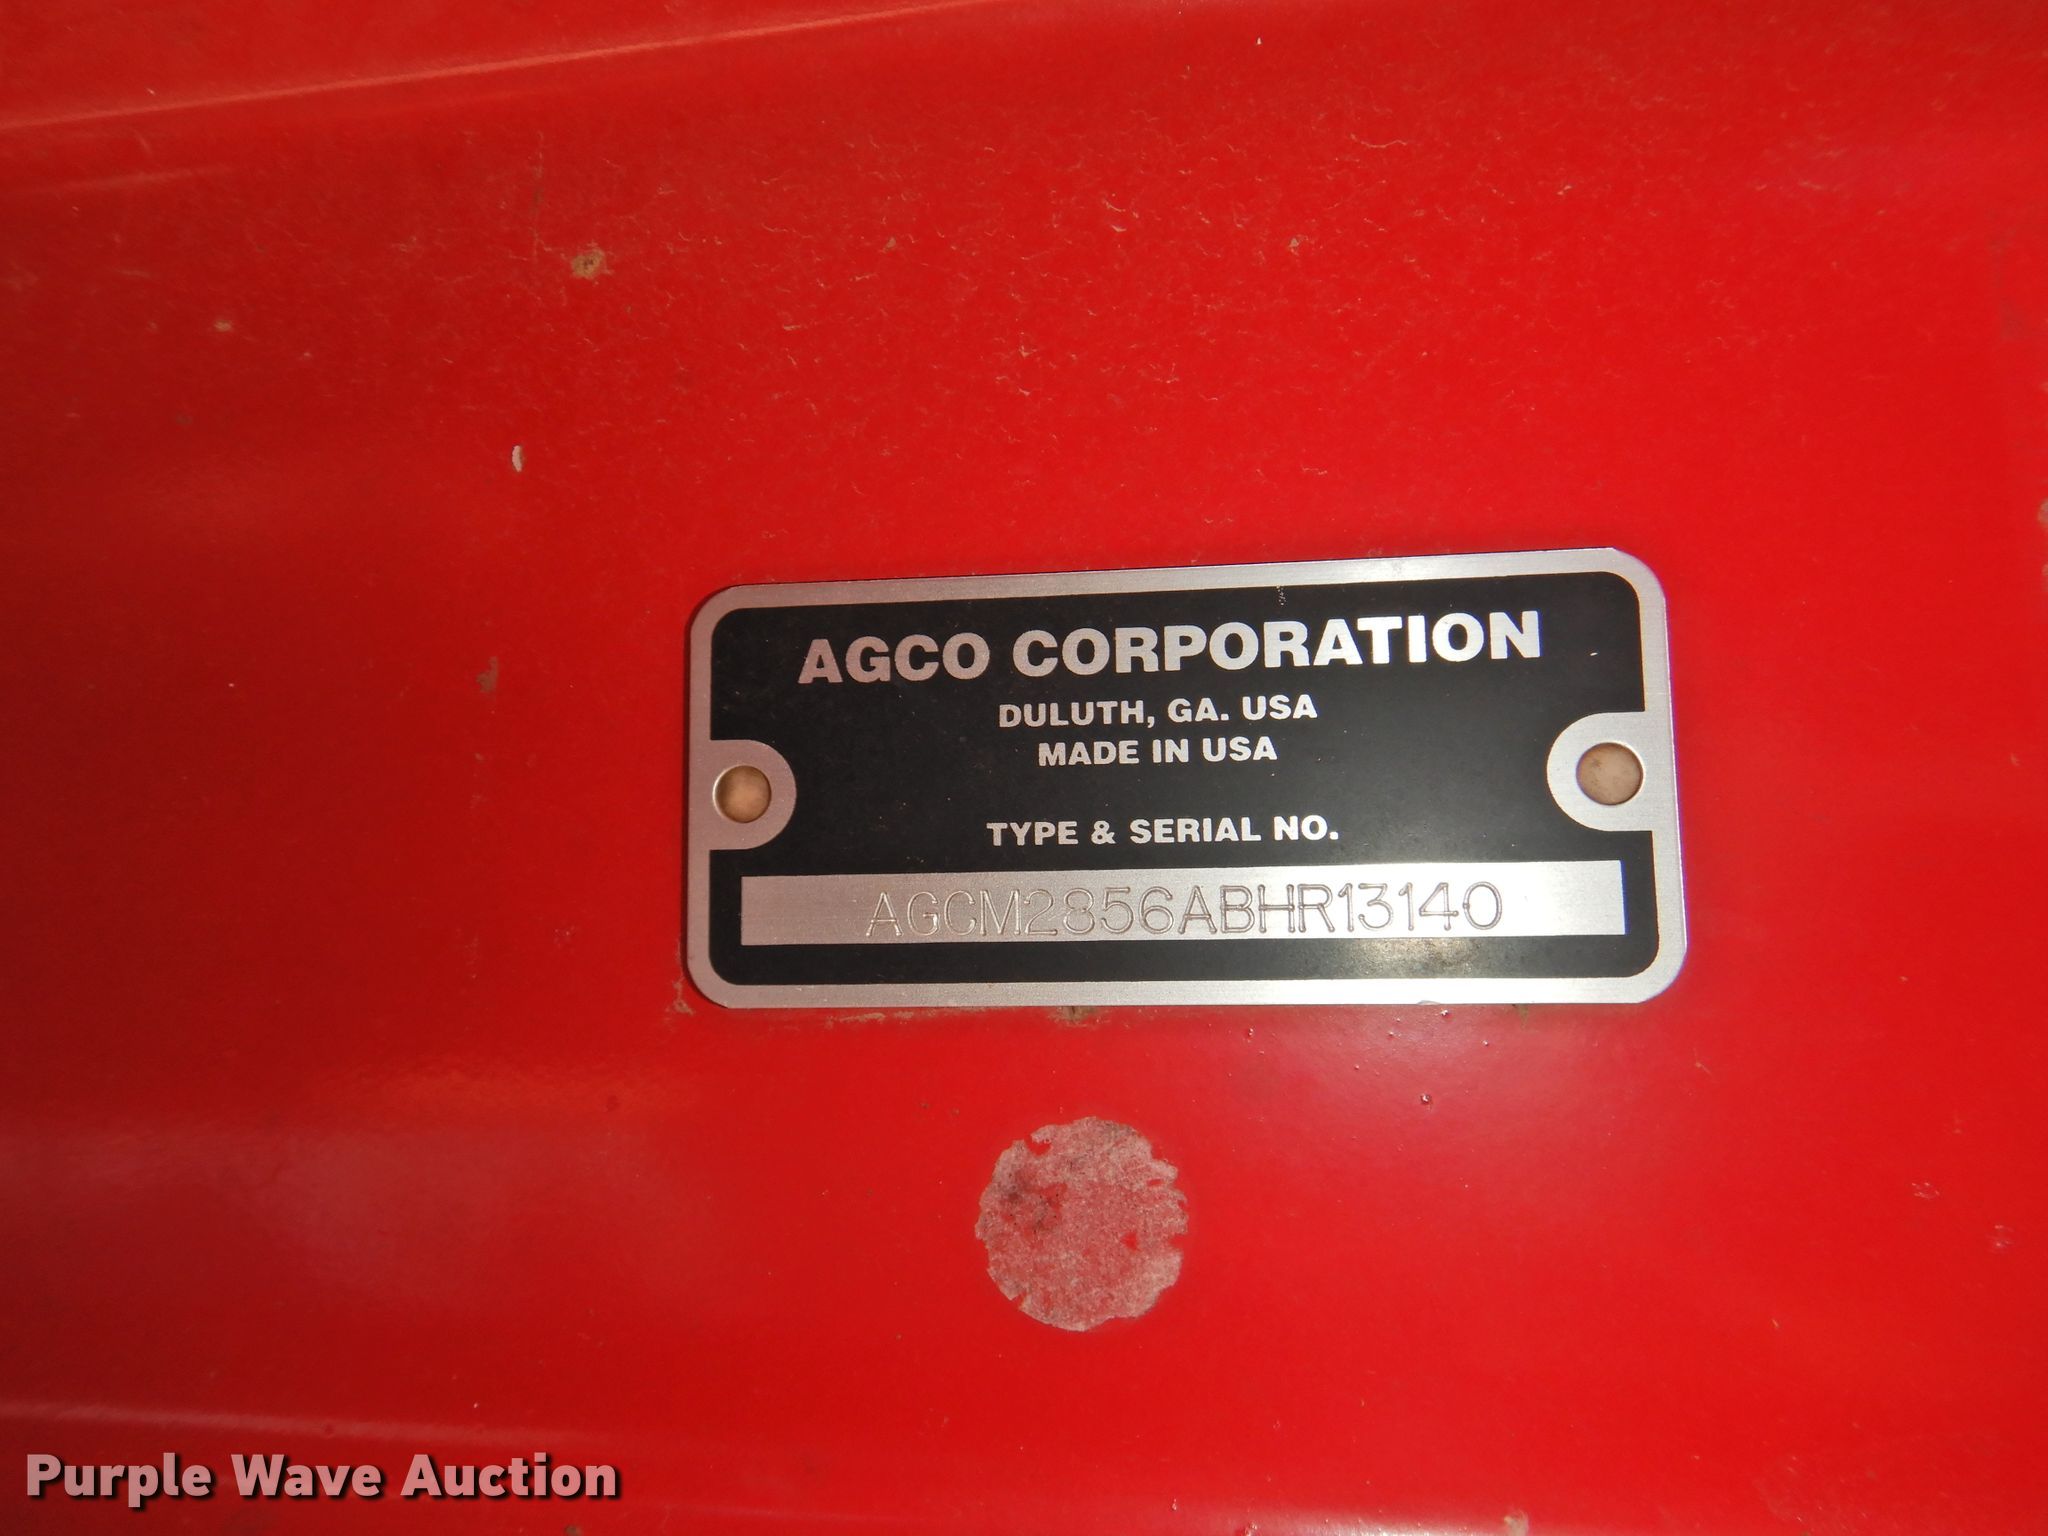 AGCO CORPORATION
DULUTH, GA. USA
MADE IN USA
TYPE & SERIAL NO.
AGCM2856ABHR13140
Purple Wave Auction